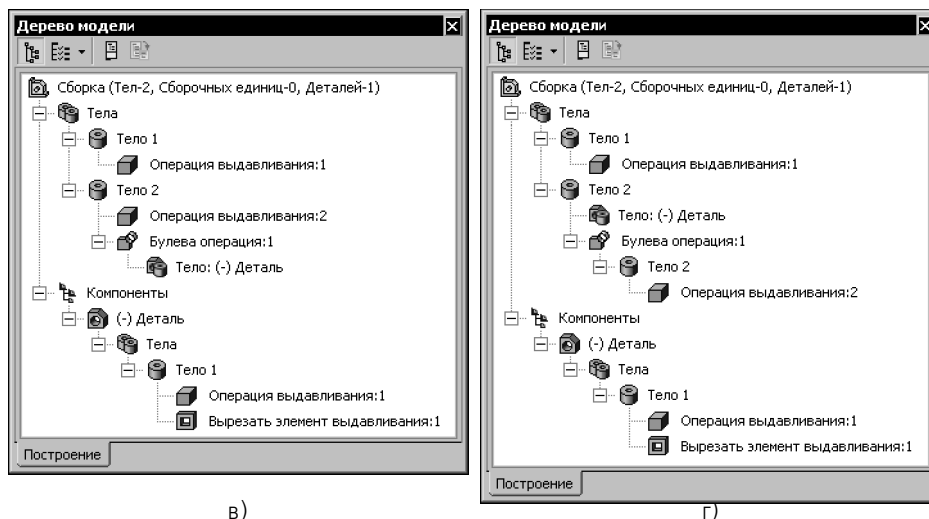 Дерево модели
Сборка (Тел-2, Сборочных единиц-0, Деталей-1)
Тела
Тело 1
Операция выдавливания:1
Тело 2
Операция выдавливания:2
Булева операция:1
Тело: (-) Деталь
Компоненты
(-) Деталь
Тела
Тело 1
Операция выдавливания:1
Вырезать элемент выдавливания:1
Построение
в)
Дерево модели
Сборка (Тел-2, Сборочных единиц-0, Деталей-1)
Тела
Тело 1
Операция выдавливания:1
Тело 2
Тело: (-) Деталь
Булева операция:1
Тело 2
Операция выдавливания:2
Компоненты
(-) Деталь
Тела
Тело 1
Операция выдавливания:1
Вырезать элемент выдавливания:1
Построение
г)